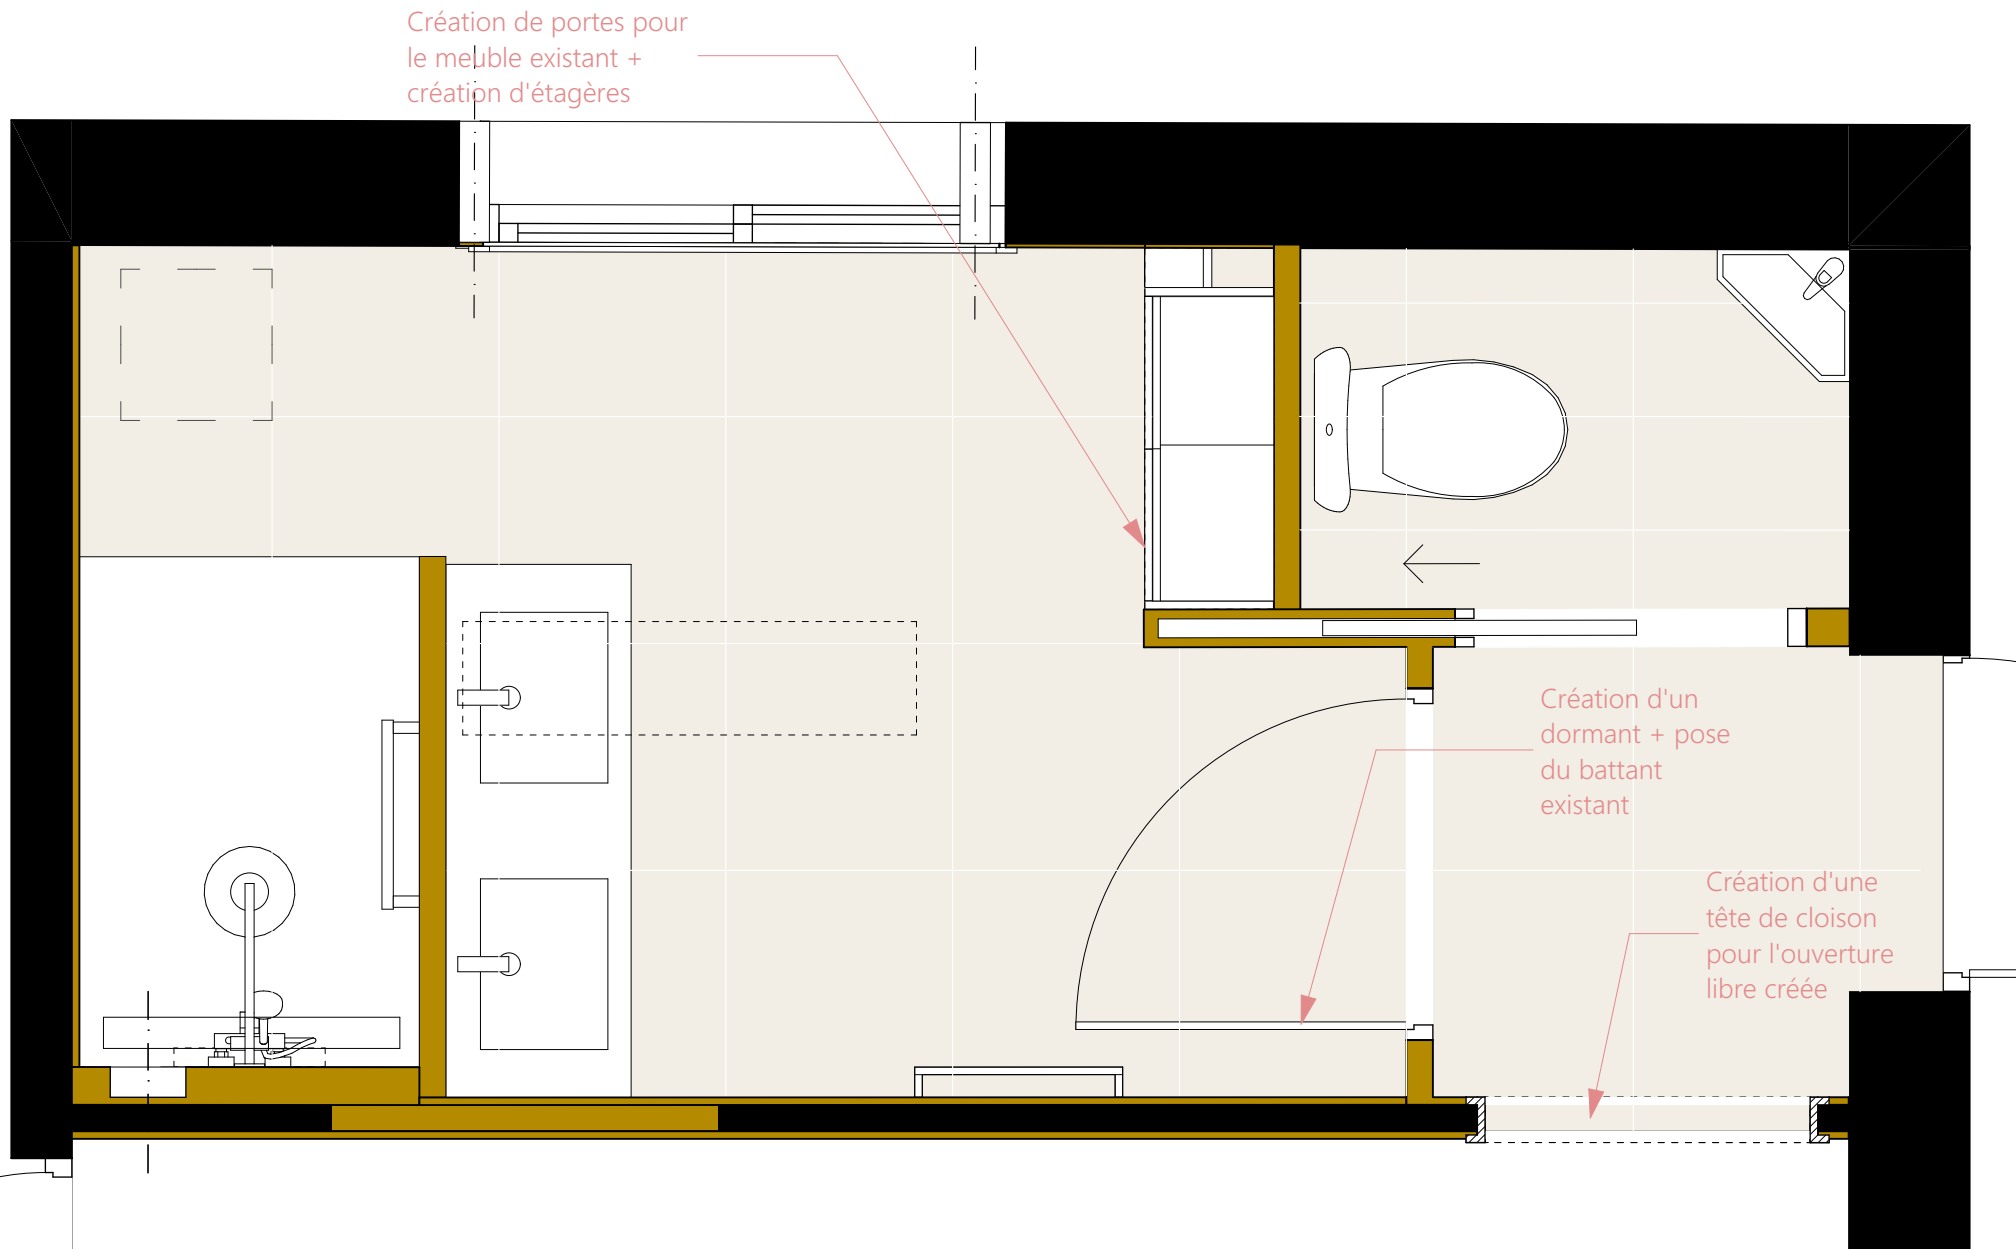 Création de portes pour
le meuble existant +
création d'étagères
Création d'un
dormant + pose
du battant
existant
Création d'une
tête de cloison
pour l'ouverture
libre créée